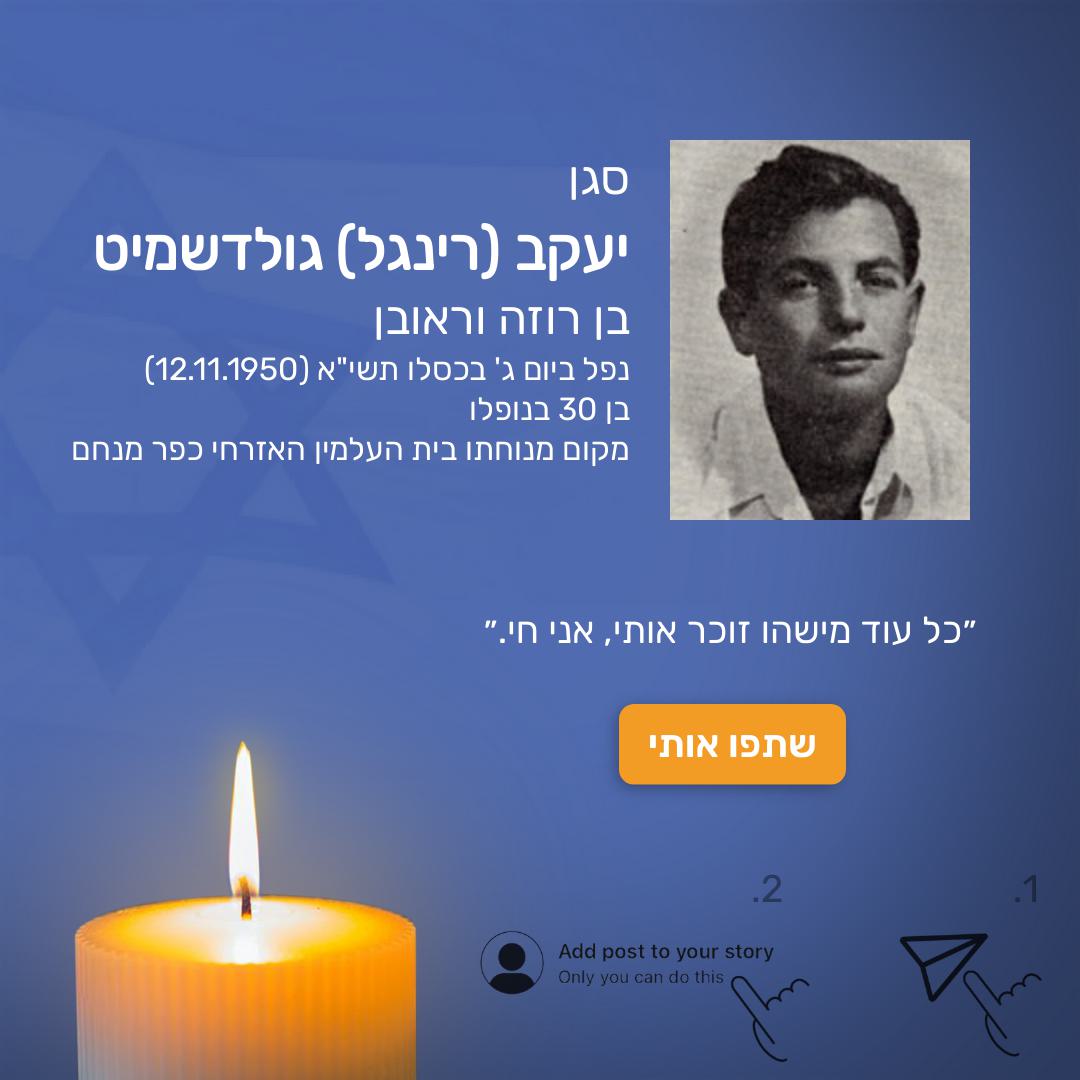 סגן
יעקב (רינגל) גולדשמיט
בן רוזה וראובן
נפל ביום ג' בכסלו תשי"א (12.11.1950)
בן 30 בנופלו
מקום מנוחתו בית העלמין האזרחי כפר מנחם
״כל עוד מישהו זוכר אותי, אני חי.״
שתפו אותי
1.
2.
Add post to your story
Only you can do this